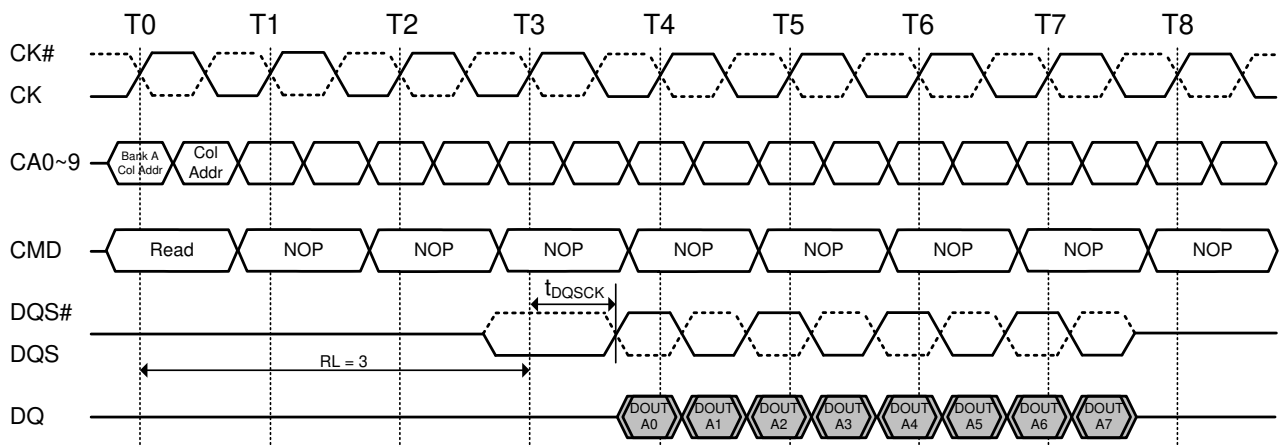 T0 T1 T2 T3 T4 T5 T6 T7 T8
CK#
CK
CA0~9
Bank A
Col Addr
Col
Addr
CMD
Read NOP NOP NOP NOP NOP NOP NOP NOP
tDQSCK
DQS#
DQS
RL = 3
DQ
DOUT A0
DOUT A1
DOUT A2
DOUT A3
DOUT A4
DOUT A5
DOUT A6
DOUT A7